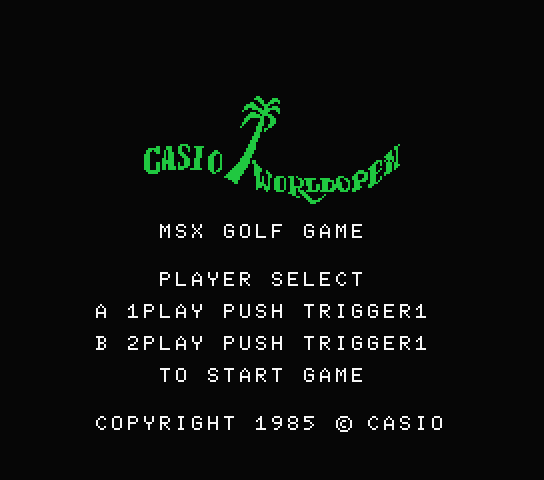 CASIO WORLDOPEN
MSX GOLF GAME
PLAYER SELECT
A 1PLAY PUSH TRIGGER1
B 2PLAY PUSH TRIGGER1
TO START GAME
COPYRIGHT 1985 © CASIO